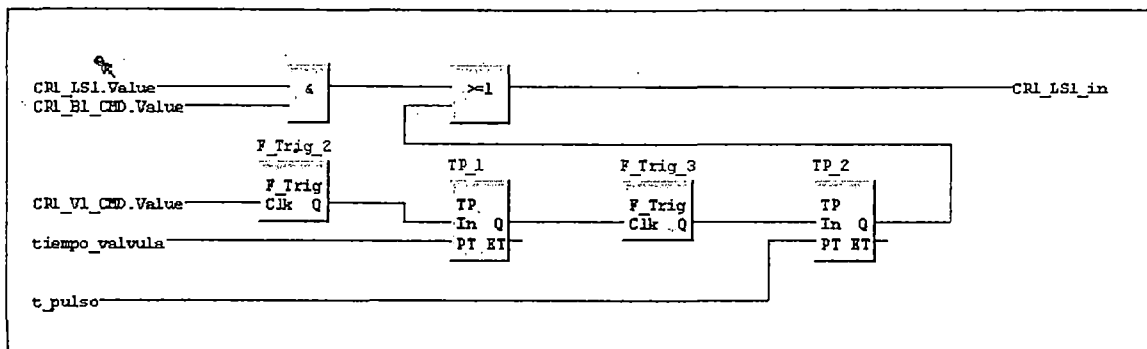 CR1_LS1.Value
CR1_B1_CMD.Value
&
>=1
CR1_LS1_in
F_Trig_2
TP_1
F_Trig_3
TP_2
F_Trig
Clk Q
TP
In Q
PT ET
F_Trig
Clk Q
TP
In Q
PT ET
CR1_V1_CMD.Value
tiempo_valvula
t_pulso